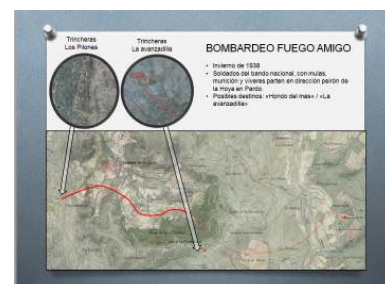 Trincheras
Los Pilones
Trincheras
La avanzadilla
BOMBARDEO FUEGO AMIGO
• Invierno de 1938
• Soldados del bando nacional, con mulas,
munición y víveres parten en dirección peirón de
la Hoya en Pardo
• Posibles destinos: «Hondo del mas» / «La
avanzadilla»